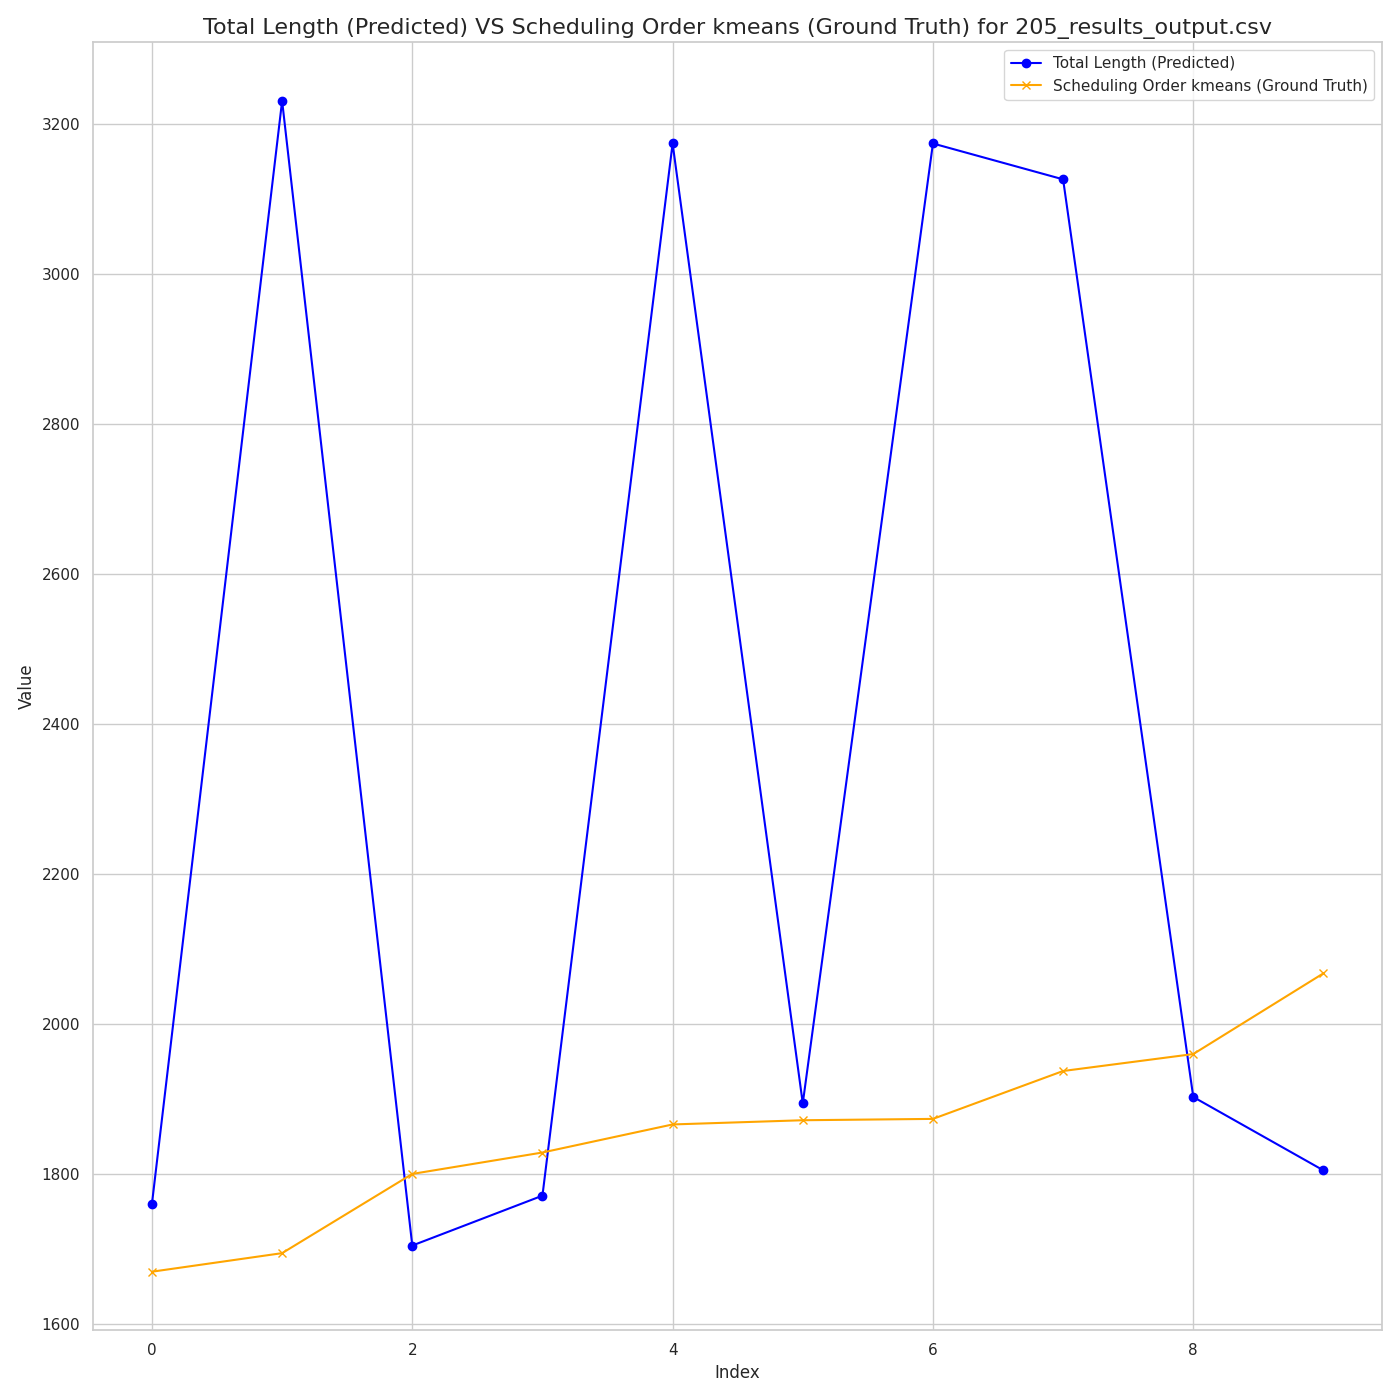 Total Length (Predicted) VS Scheduling Order kmeans (Ground Truth) for 205_results_output.csv
Total Length (Predicted)
Scheduling Order kmeans (Ground Truth)
3200
3000
2800
2600
2400
2200
2000
1800
1600
Value
0 2 4 6 8
Index